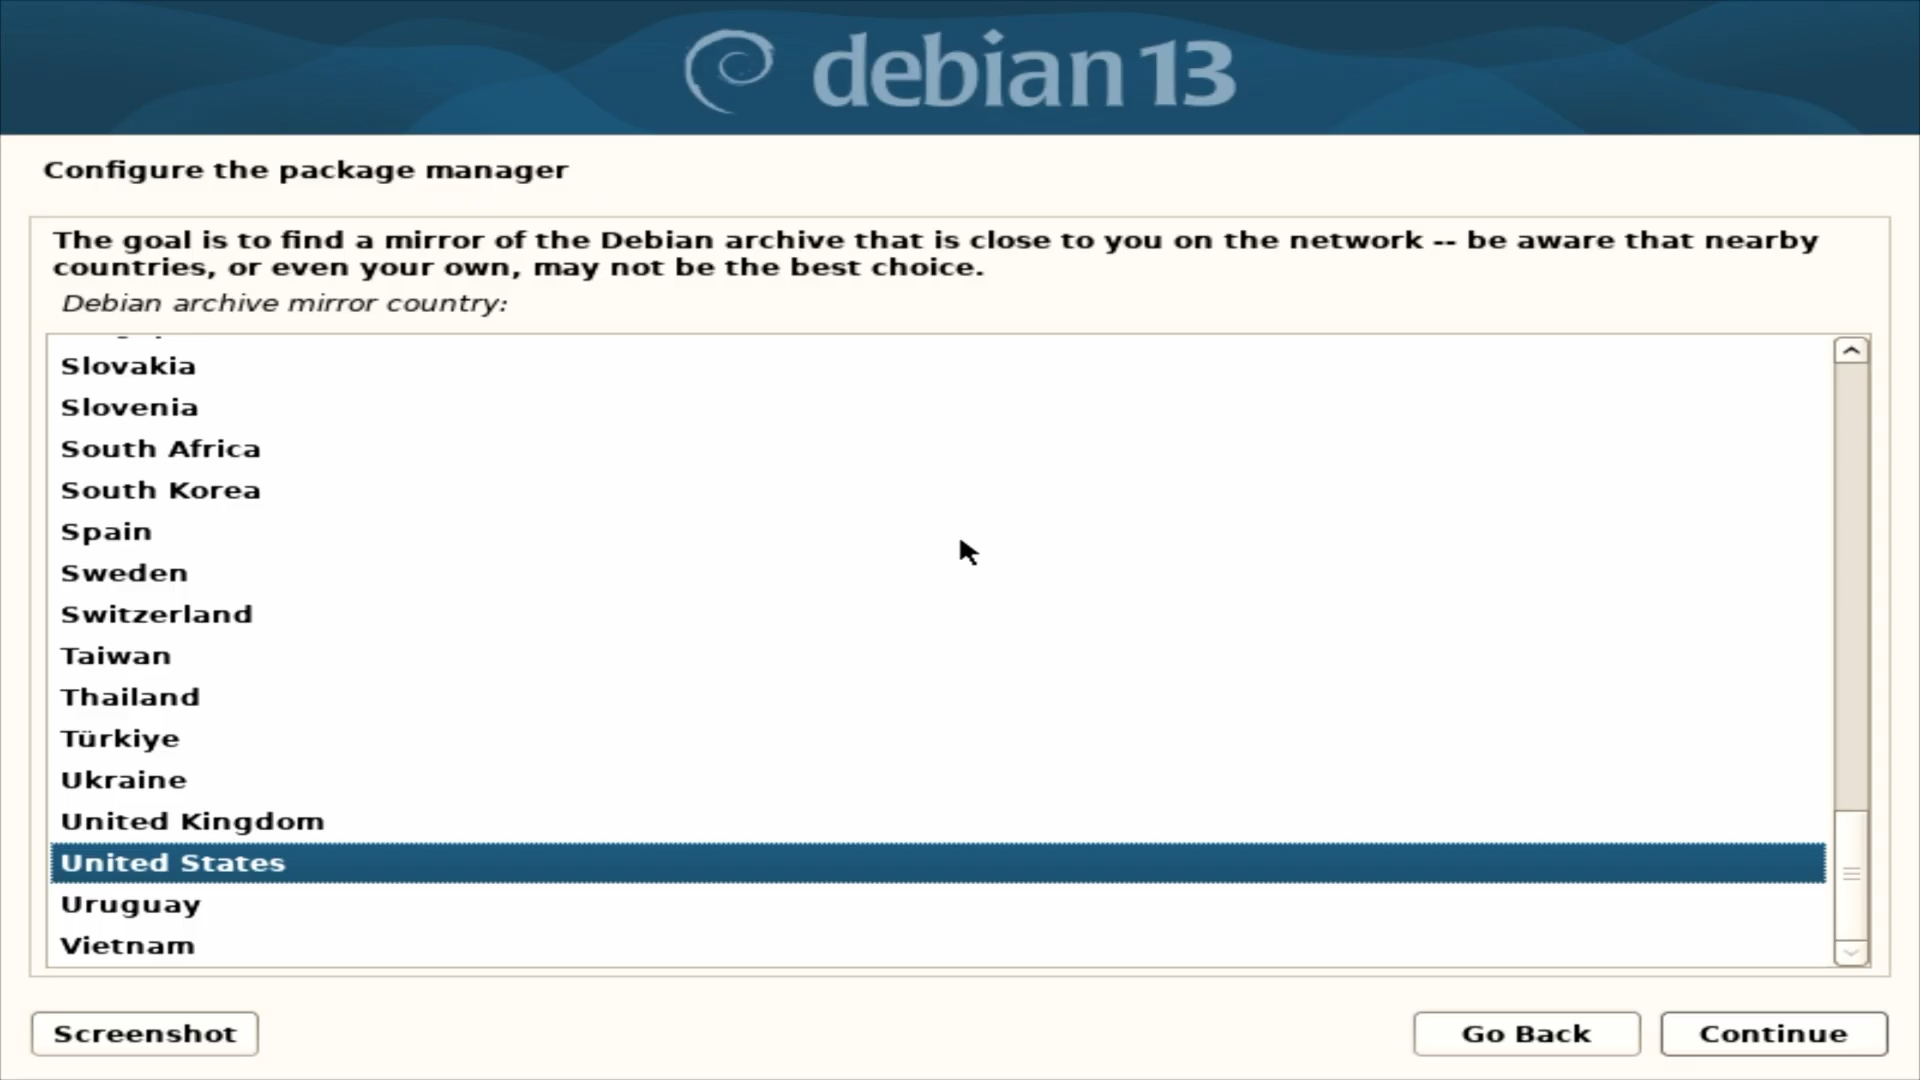 debian 13
Configure the package manager
The goal is to find a mirror of the Debian archive that is close to you on the network -- be aware that nearby
countries, or even your own, may not be the best choice.
Debian archive mirror country:
Slovakia
Slovenia
South Africa
South Korea
Spain
Sweden
Switzerland
Taiwan
Thailand
Türkiye
Ukraine
United Kingdom
United States
Uruguay
Vietnam
Screenshot
Go Back
Continue